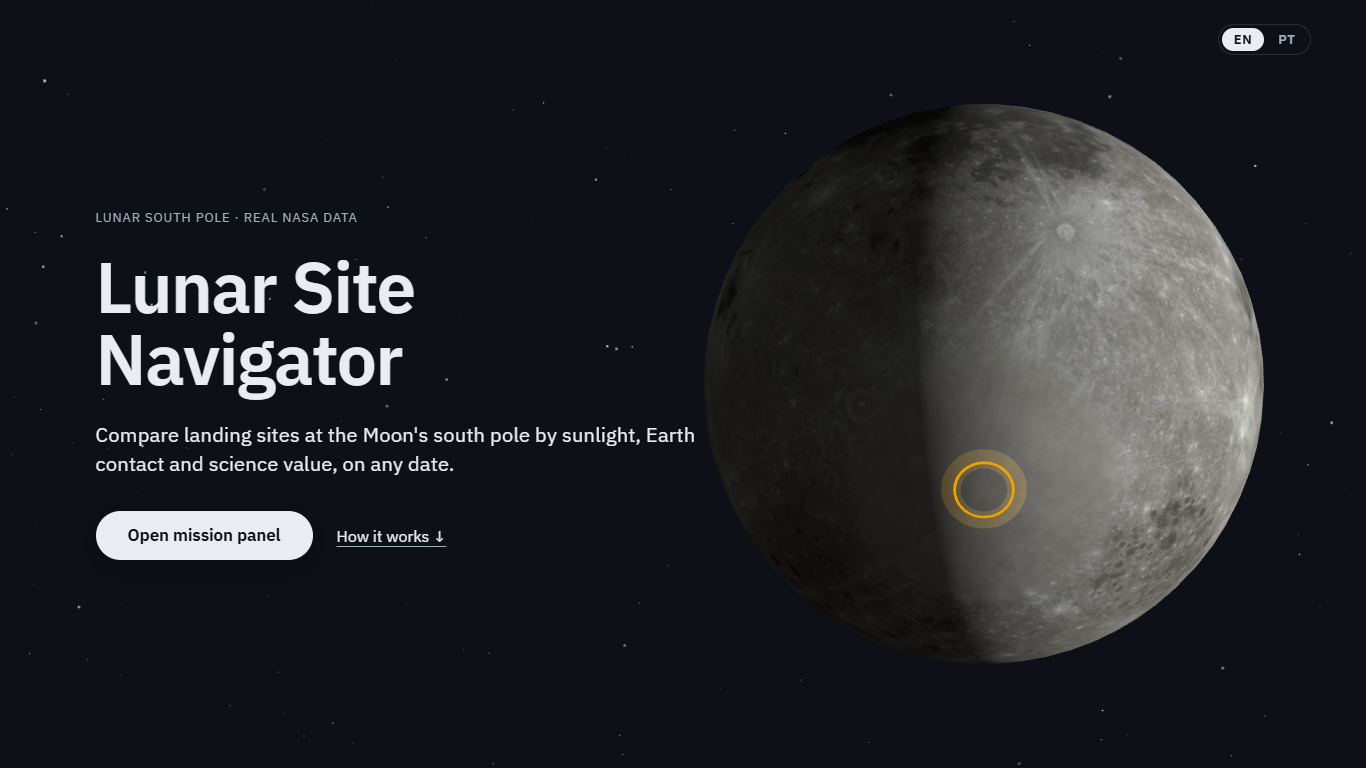 EN PT
LUNAR SOUTH POLE · REAL NASA DATA
Lunar Site
Navigator
Compare landing sites at the Moon's south pole by sunlight, Earth
contact and science value, on any date.
Open mission panel How it works ↓